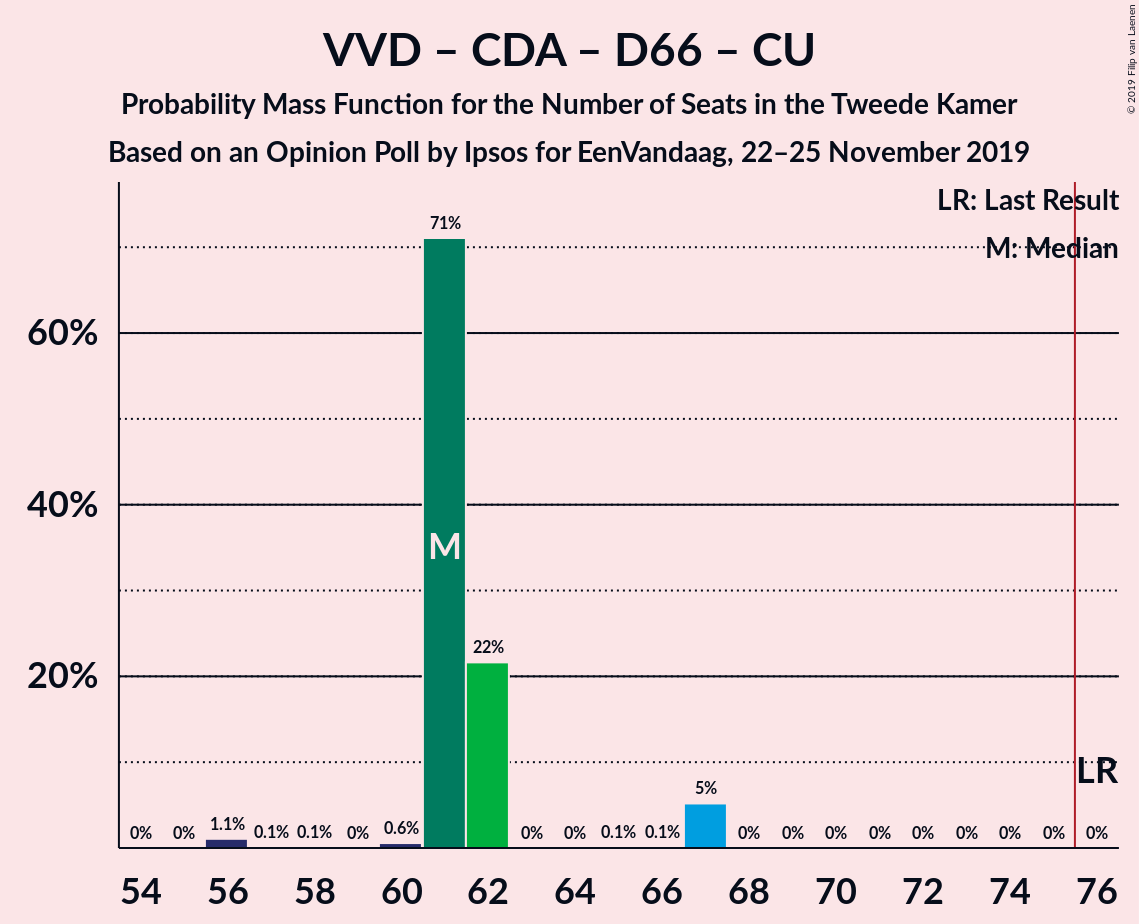 VVD – CDA – D66 – CU
Probability Mass Function for the Number of Seats in the Tweede Kamer
Based on an Opinion Poll by Ipsos for EenVandaag, 22–25 November 2019
© 2019 Filip van Laenen
LR: Last Result
M: Median
71%
60%
40%
M
22%
20%
LR
5%
0% 0% 1.1% 0.1% 0.1% 0% 0.6% 0% 0% 0.1% 0.1% 0% 0% 0% 0% 0% 0% 0% 0% 0%
54 56 58 60 62 64 66 68 70 72 74 76